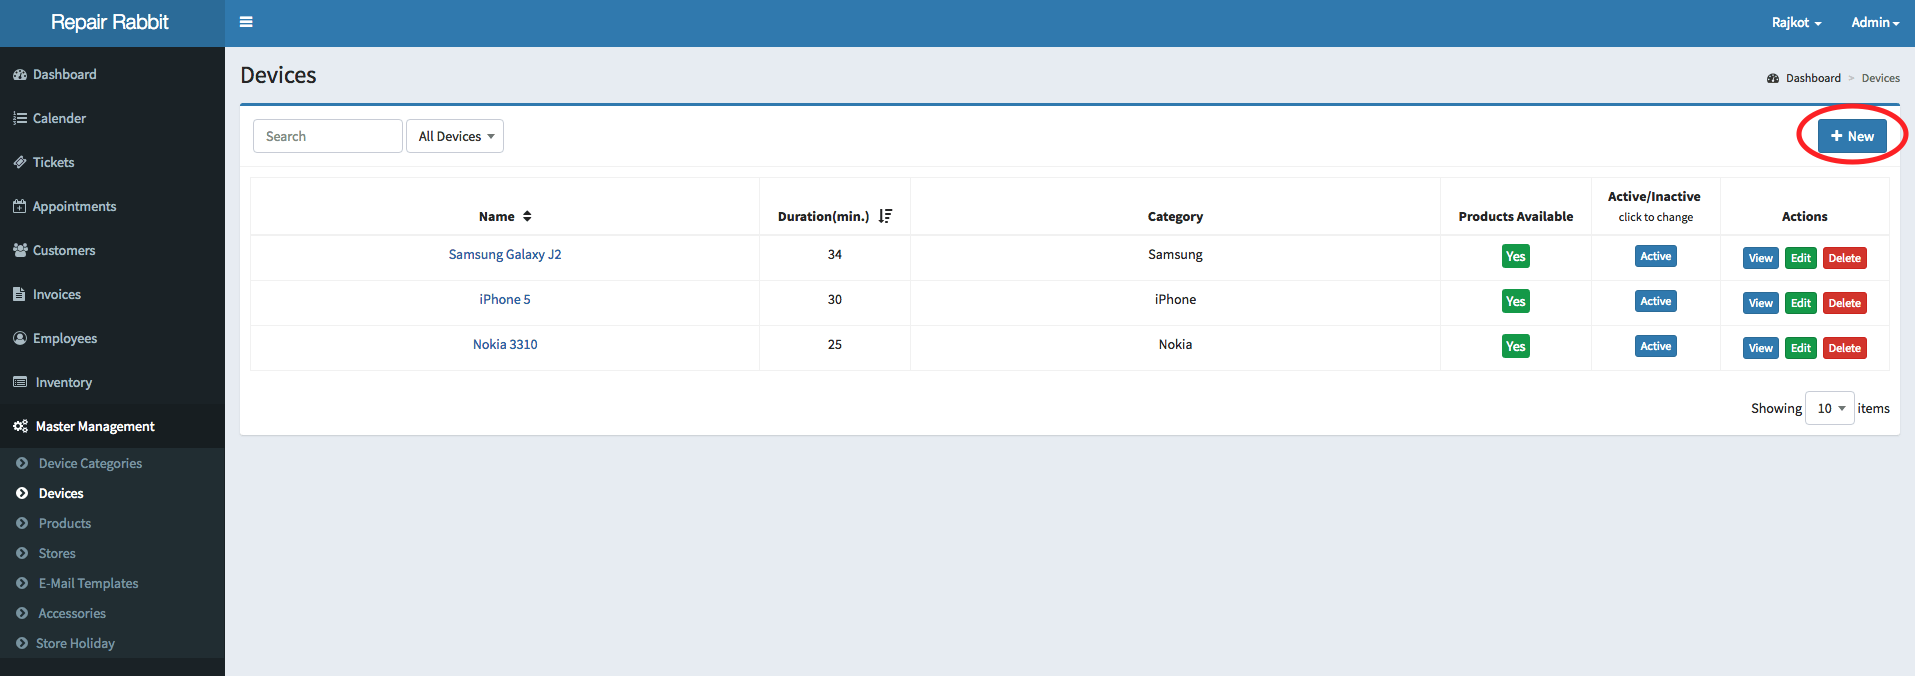 Repair Rabbit
Rajkot
Admin
Dashboard
Calender
Tickets
Appointments
Customers
Invoices
Employees
Inventory
Master Management
Device Categories
Devices
Products
Stores
E-Mail Templates
Accessories
Store Holiday
Devices
Dashboard > Devices
Search
All Devices
+ New
Name Duration(min.) Category Products Available Active/Inactive click to change Actions
Samsung Galaxy J2 34 Samsung Yes Active View Edit Delete
iPhone 5 30 iPhone Yes Active View Edit Delete
Nokia 3310 25 Nokia Yes Active View Edit Delete
Showing 10 items